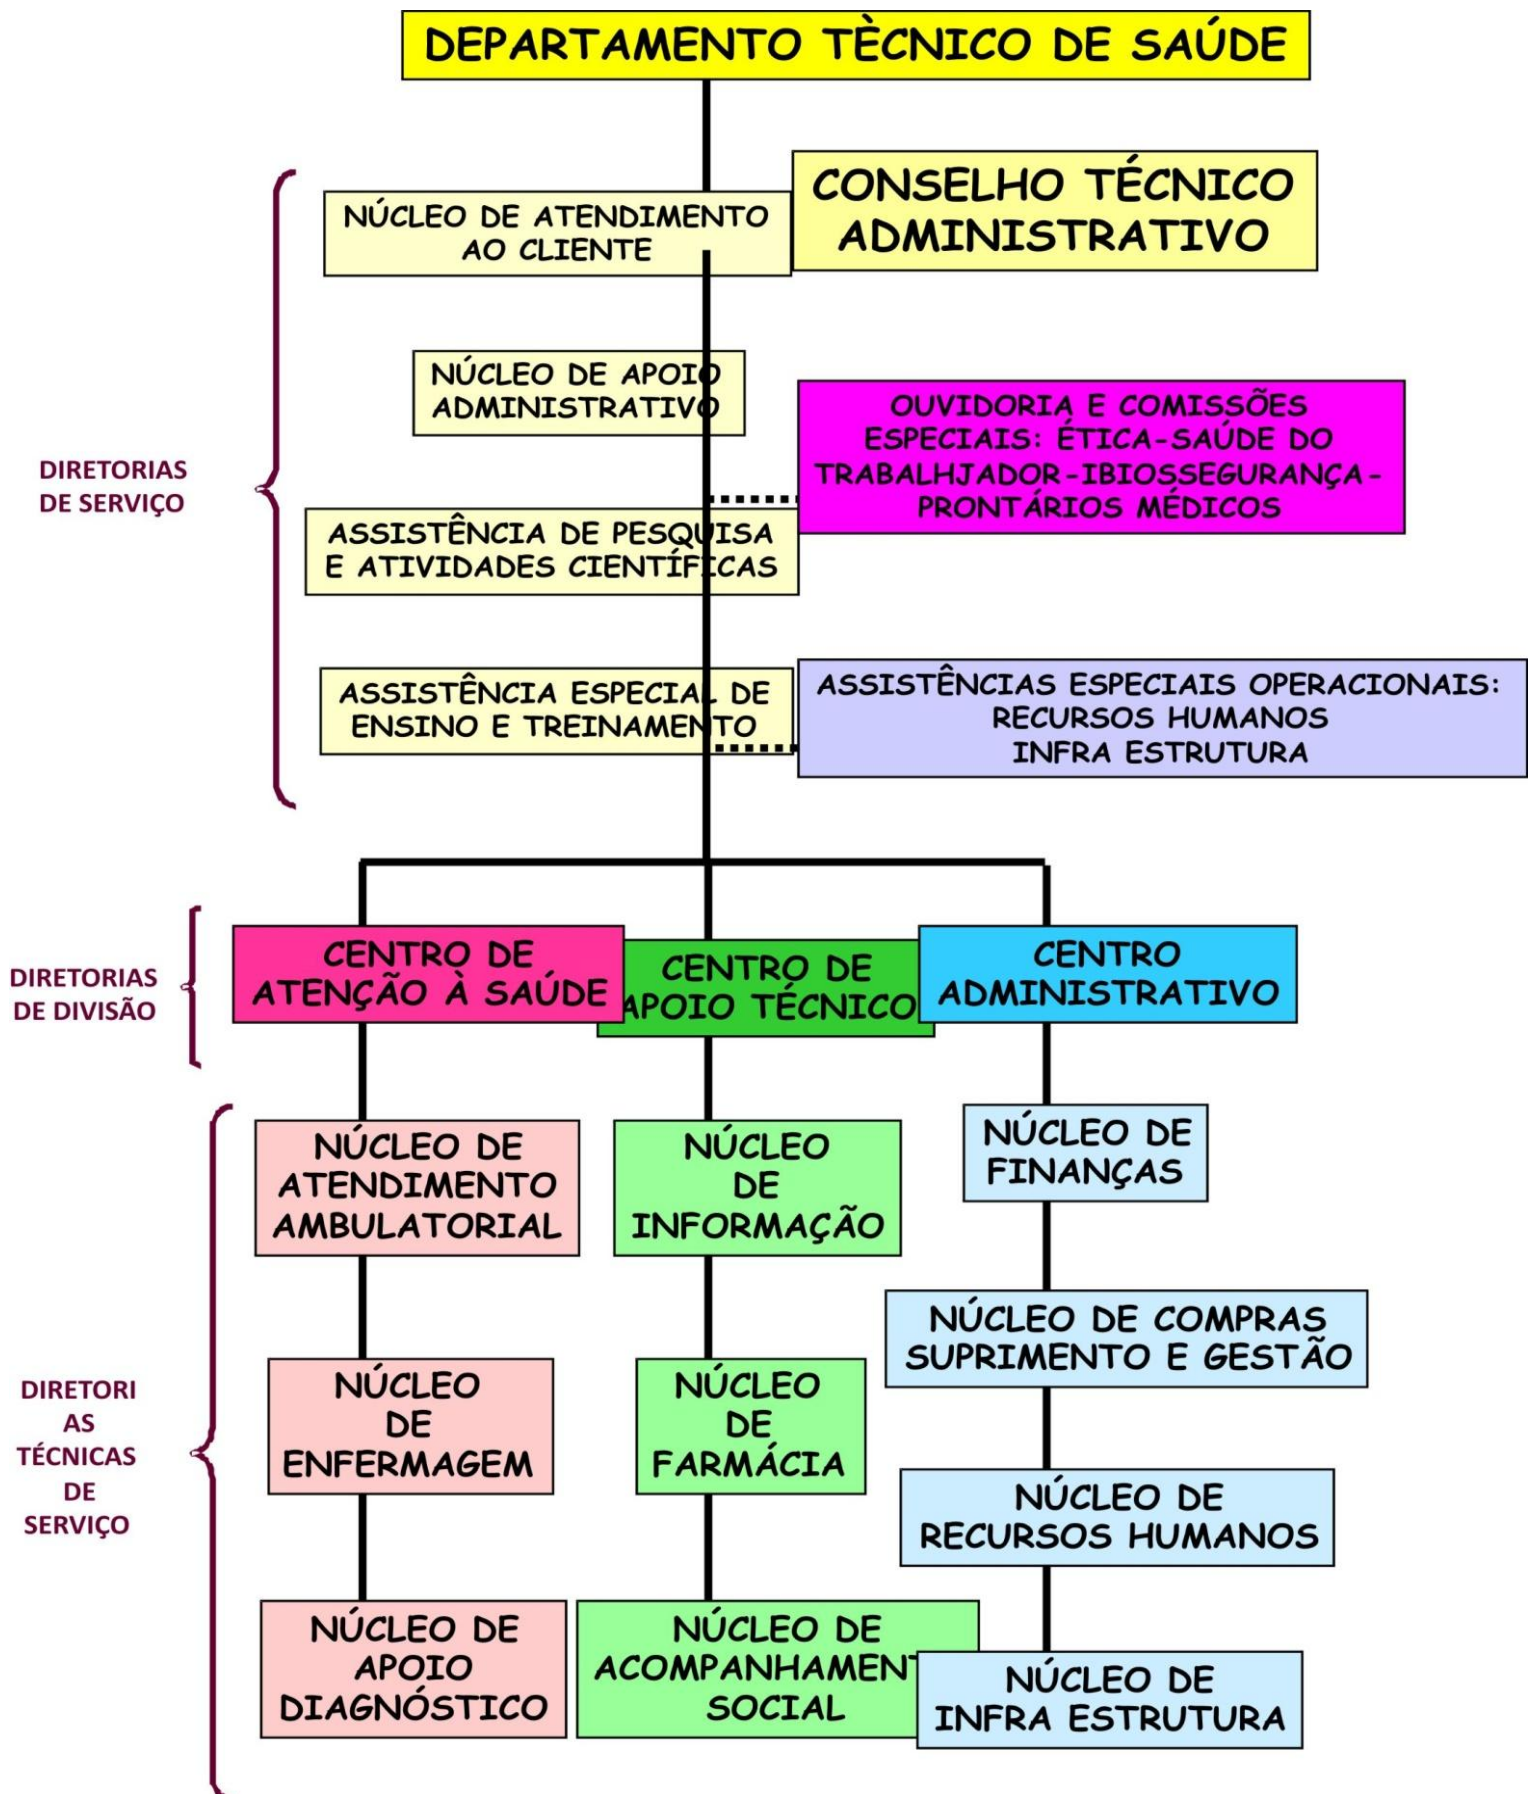 DEPARTAMENTO TÈCNICO DE SAÚDE
CONSELHO TÉCNICO
ADMINISTRATIVO
NÚCLEO DE ATENDIMENTO
AO CLIENTE
NÚCLEO DE APOIO
ADMINISTRATIVO
OUVIDORIA E COMISSÕES
ESPECIAIS: ÉTICA-SAÚDE DO
TRABALHJADOR-IBIOSSEGURANÇA-
PRONTÁRIOS MÉDICOS
DIRETORIAS
DE SERVIÇO
ASSISTÊNCIA DE PESQUISA
E ATIVIDADES CIENTÍFICAS
ASSISTÊNCIA ESPECIAL DE
ENSINO E TREINAMENTO
ASSISTÊNCIAS ESPECIAIS OPERACIONAIS:
RECURSOS HUMANOS
INFRA ESTRUTURA
DIRETORIAS
DE DIVISÃO
CENTRO DE
ATENÇÃO À SAÚDE
CENTRO DE
APOIO TÉCNICO
CENTRO
ADMINISTRATIVO
NÚCLEO DE
ATENDIMENTO
AMBULATORIAL
NÚCLEO
DE
INFORMAÇÃO
NÚCLEO DE
FINANÇAS
NÚCLEO DE COMPRAS
SUPRIMENTO E GESTÃO
DIRETORI
AS
TÉCNICAS
DE
SERVIÇO
NÚCLEO
DE
ENFERMAGEM
NÚCLEO
DE
FARMÁCIA
NÚCLEO DE
RECURSOS HUMANOS
NÚCLEO DE
APOIO
DIAGNÓSTICO
NÚCLEO DE
ACOMPANHAMENT
SOCIAL
NÚCLEO DE
INFRA ESTRUTURA